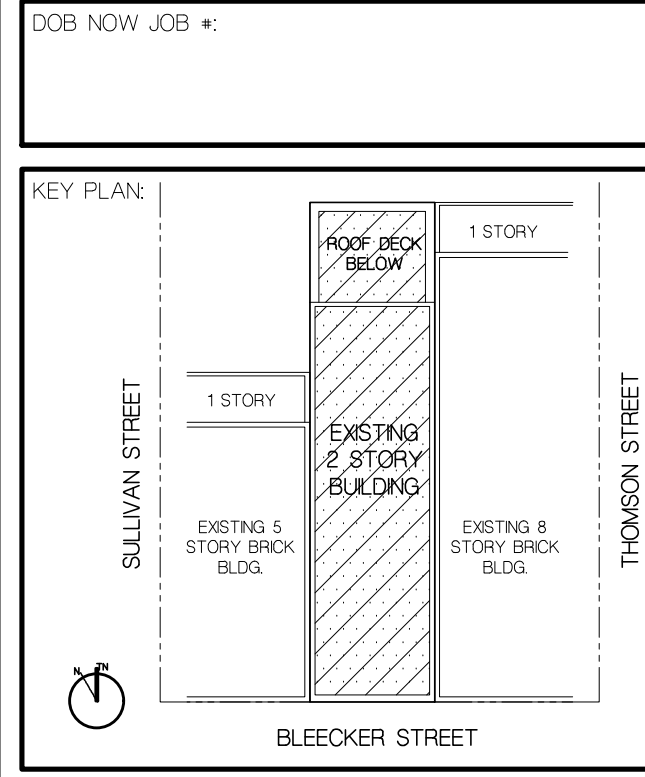 DOB NOW JOB #:
KEY PLAN:
ROOF DECK
BELOW
1 STORY
1 STORY
SULLIVAN STREET
EXISTING
2 STORY
BUILDING
THOMSON STREET
EXISTING 5
STORY BRICK
BLDG.
EXISTING 8
STORY BRICK
BLDG.
N TN
BLEECKER STREET